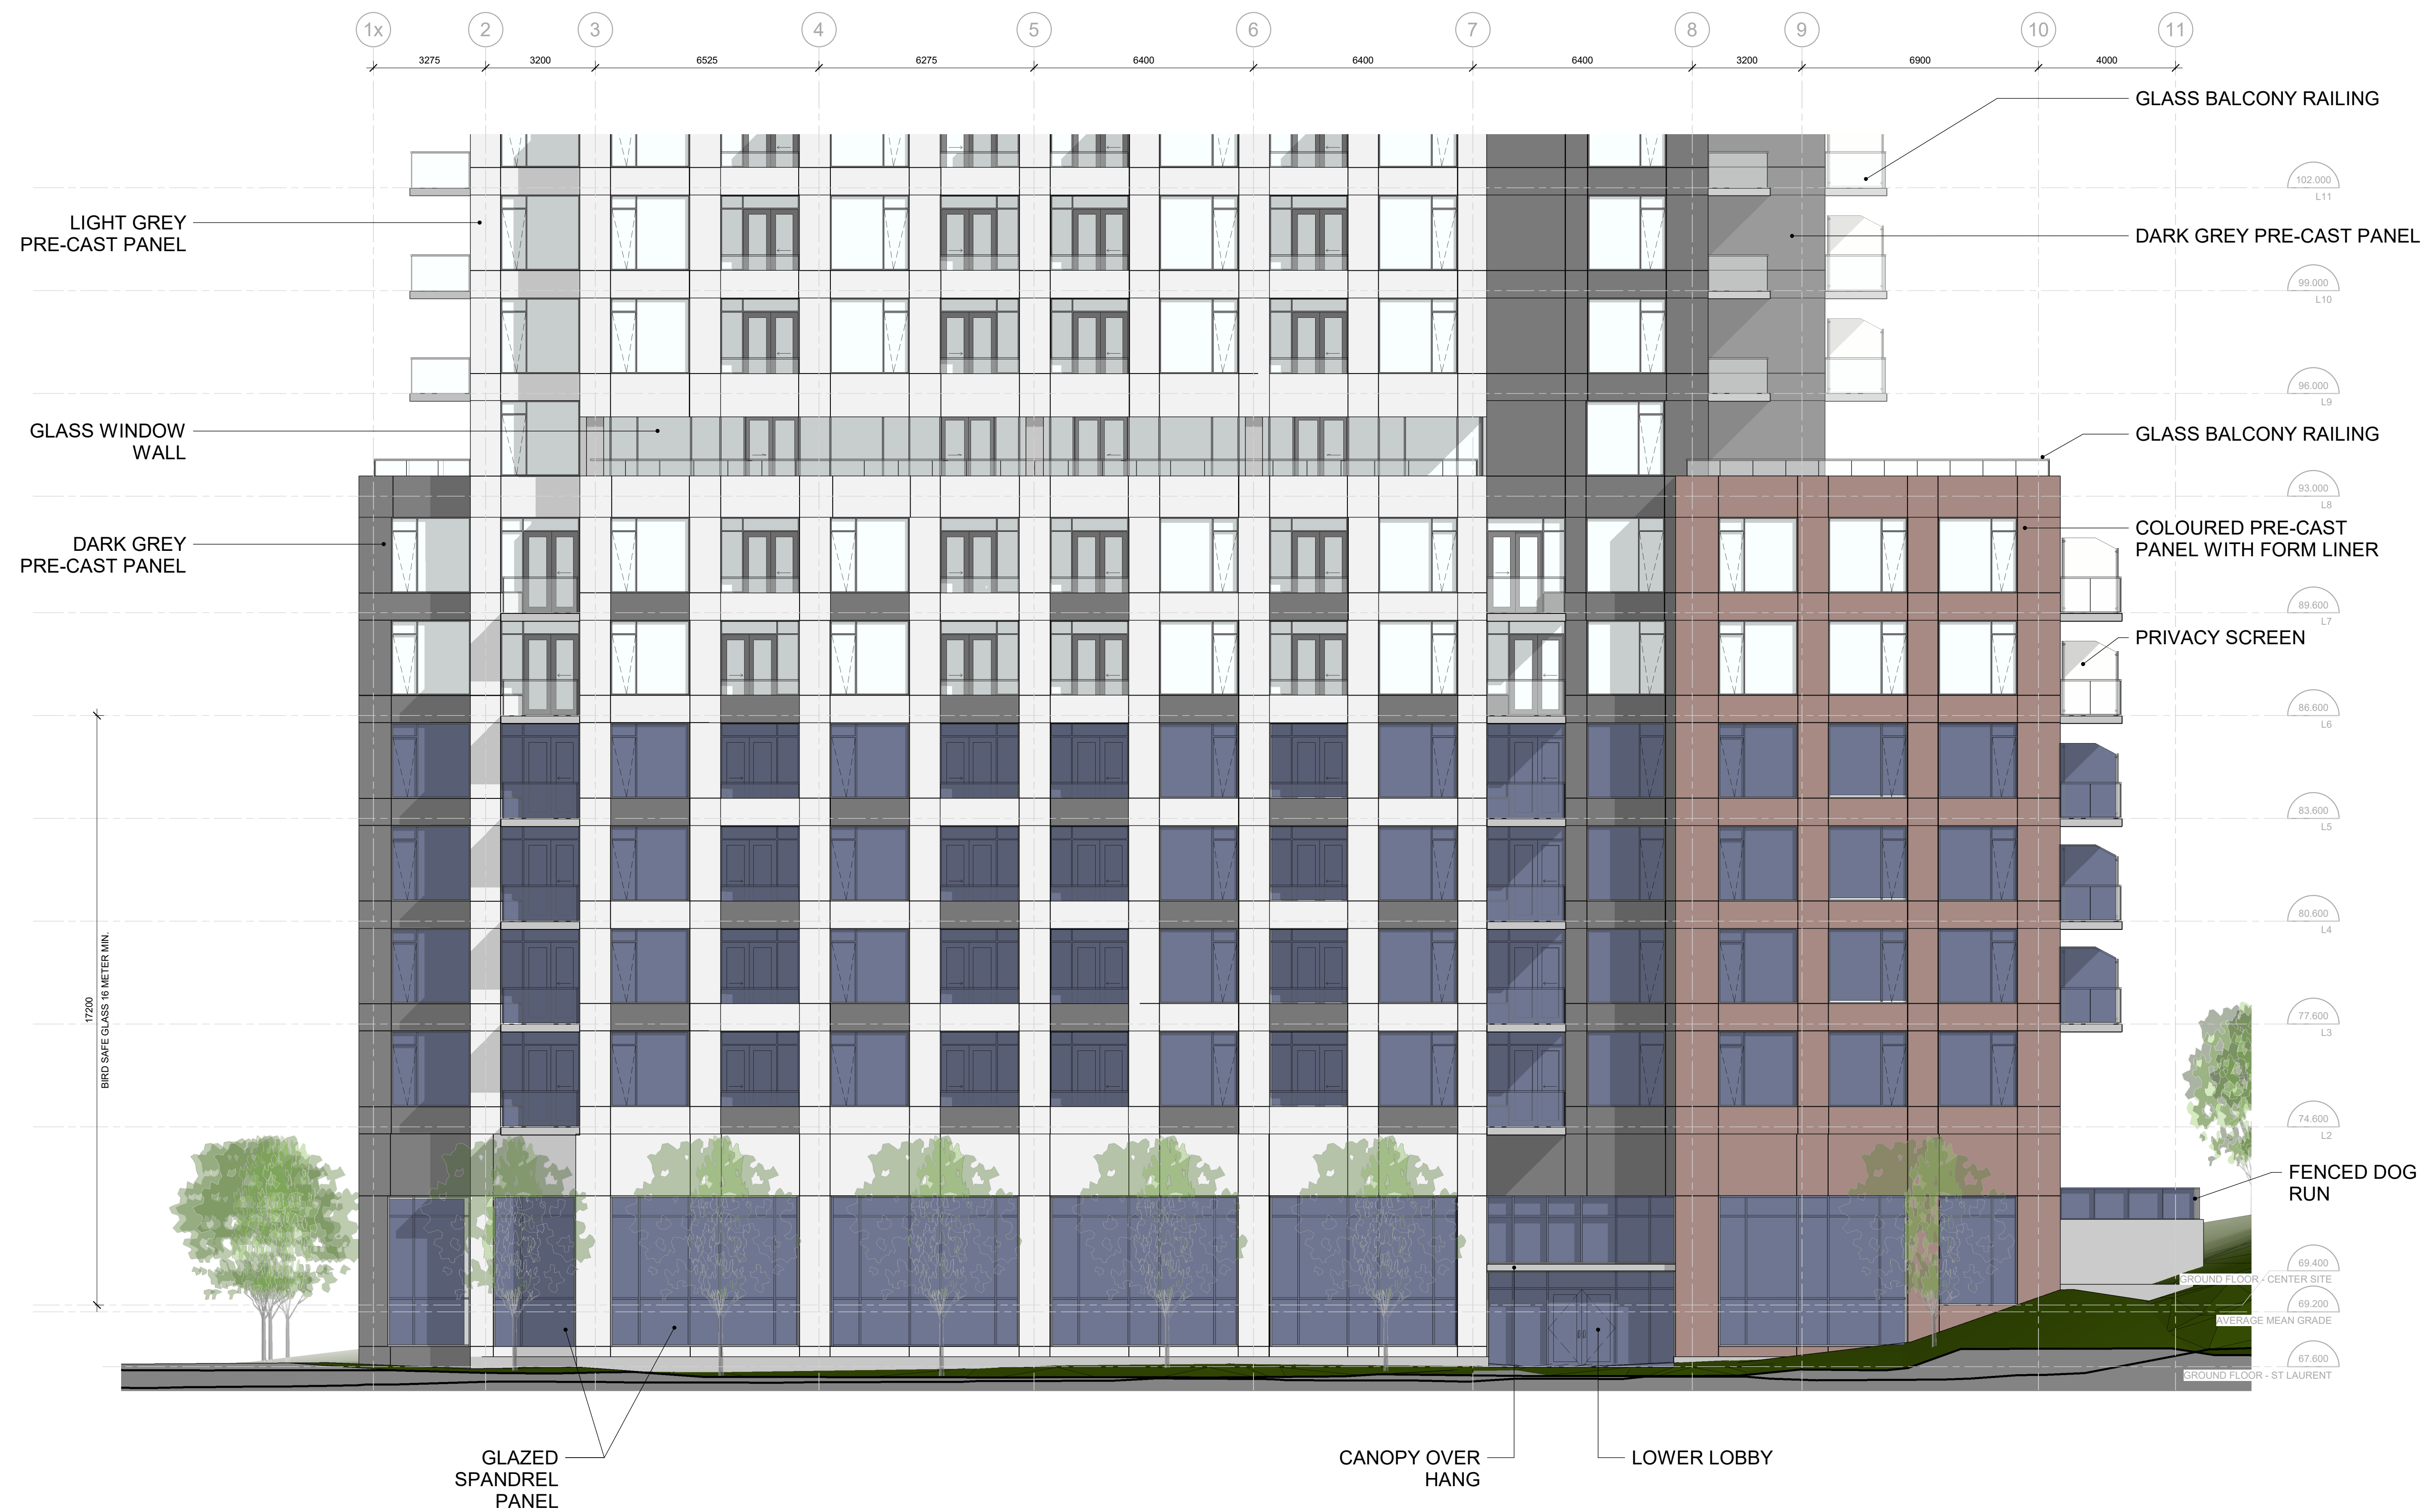 1x 2 3 4 5 6 7 8 9 10 11
3275 3200 6525 6275 6400 6400 6400 3200 6900 4000
GLASS BALCONY RAILING
102.000
L11
LIGHT GREY
PRE-CAST PANEL
DARK GREY PRE-CAST PANEL
99.000
L10
96.000
L9
GLASS WINDOW
WALL
GLASS BALCONY RAILING
93.000
L8
DARK GREY
PRE-CAST PANEL
COLOURED PRE-CAST
PANEL WITH FORM LINER
89.600
L7
PRIVACY SCREEN
86.600
L6
83.600
L5
80.600
L4
17200
BIRD SAFE GLASS 16 METER MIN.
77.600
L3
74.600
L2
FENCED DOG
RUN
69.400
GROUND FLOOR - CENTER SITE
69.200
AVERAGE MEAN GRADE
67.600
GROUND FLOOR - ST LAURENT
GLAZED
SPANDREL
PANEL
CANOPY OVER
HANG
LOWER LOBBY